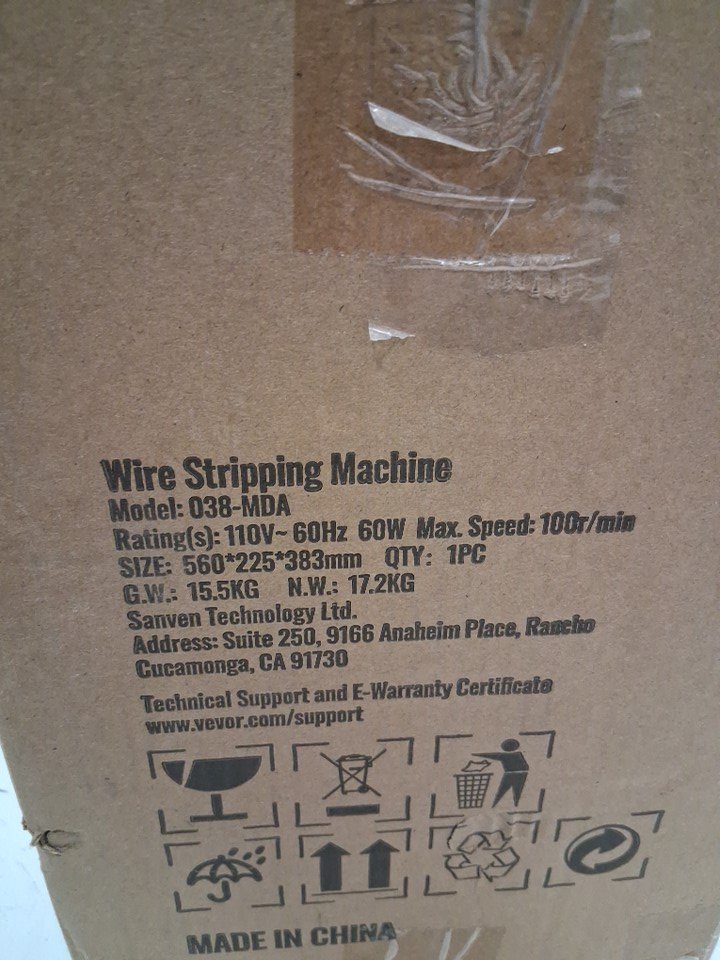 Wire Stripping Machine
Model: 038-MDA
Rating(s): 110V~ 60Hz 60W Max. Speed: 100r/min
SIZE: 560*225*383mm QTY: 1PC
G.W.: 15.5KG N.W.: 17.2KG
Sanven Technology Ltd.
Address: Suite 250, 9166 Anaheim Place, Rancho
Cucamonga, CA 91730
Technical Support and E-Warranty Certificate
www.vevor.com/support
MADE IN CHINA